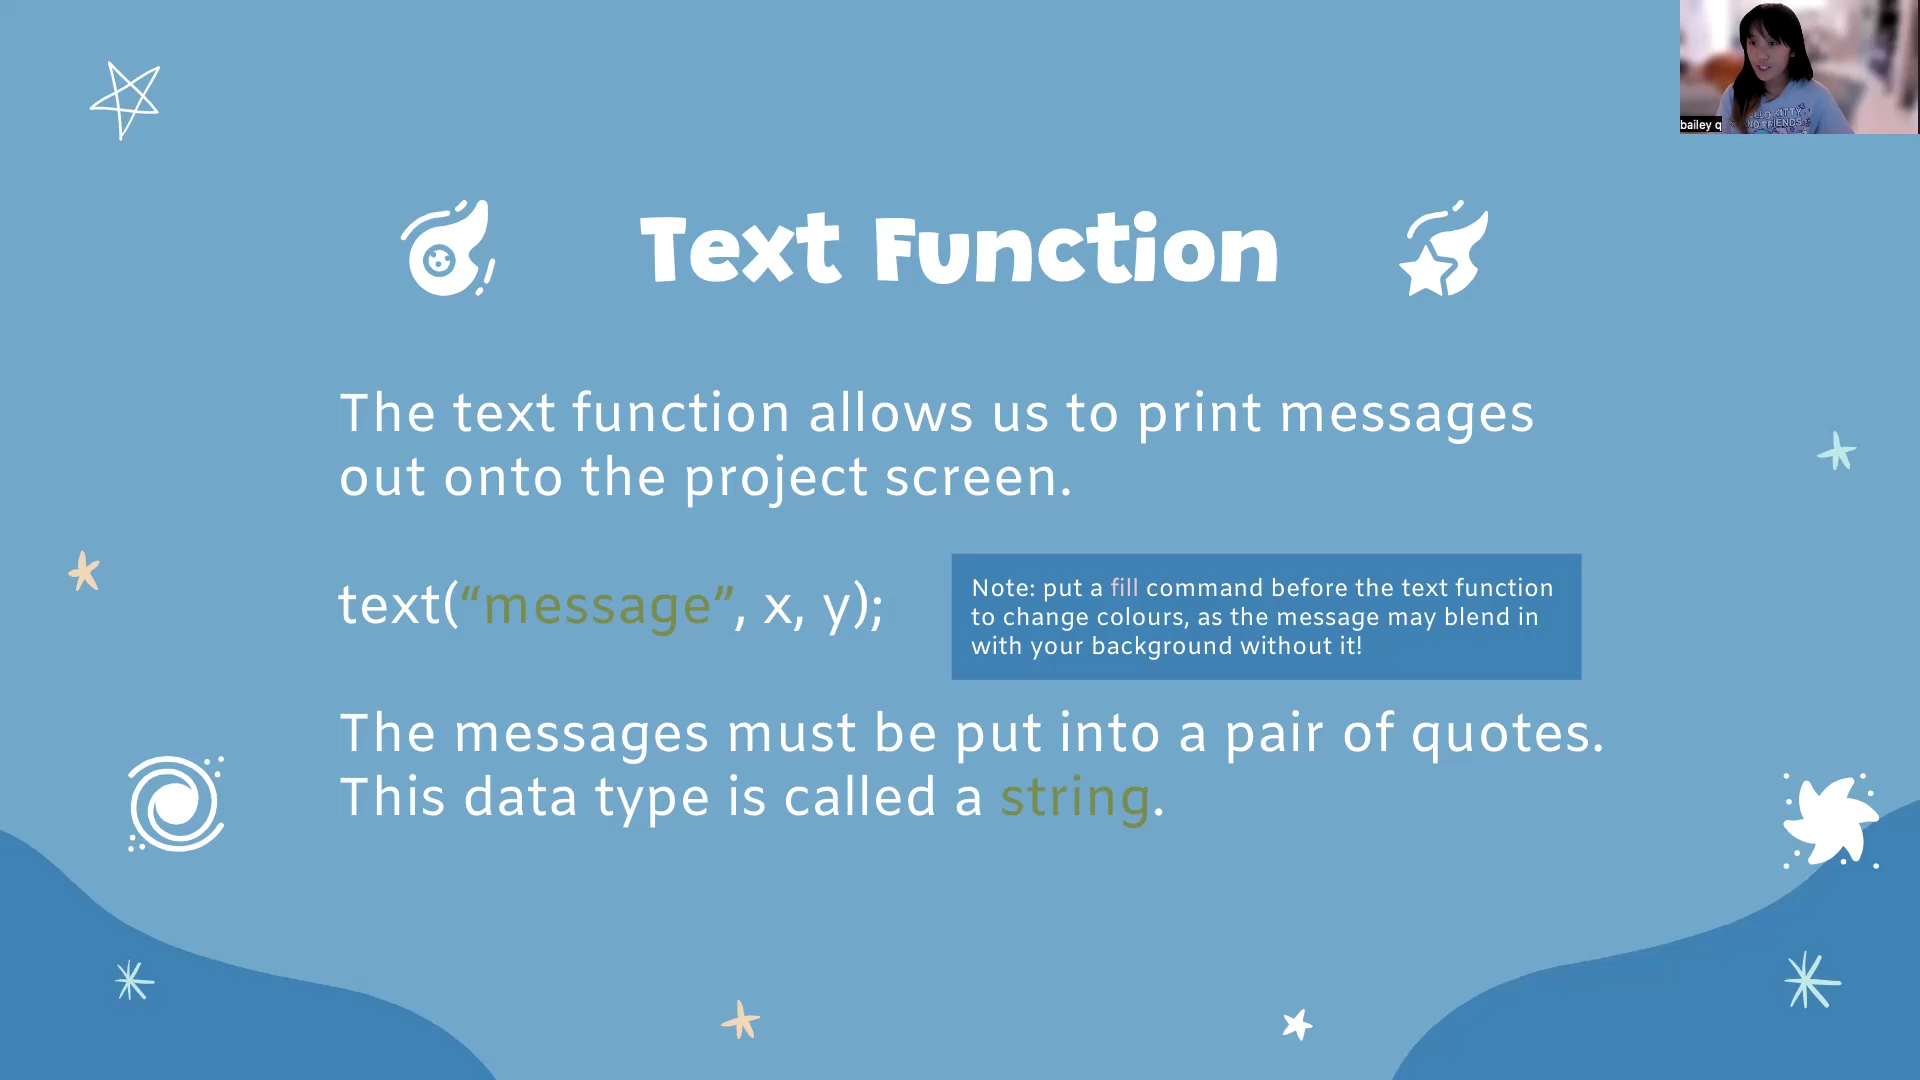 bailey q
Text Function
The text function allows us to print messages
out onto the project screen.
text(“message”, x, y);
Note: put a fill command before the text function
to change colours, as the message may blend in
with your background without it!
The messages must be put into a pair of quotes.
This data type is called a string.